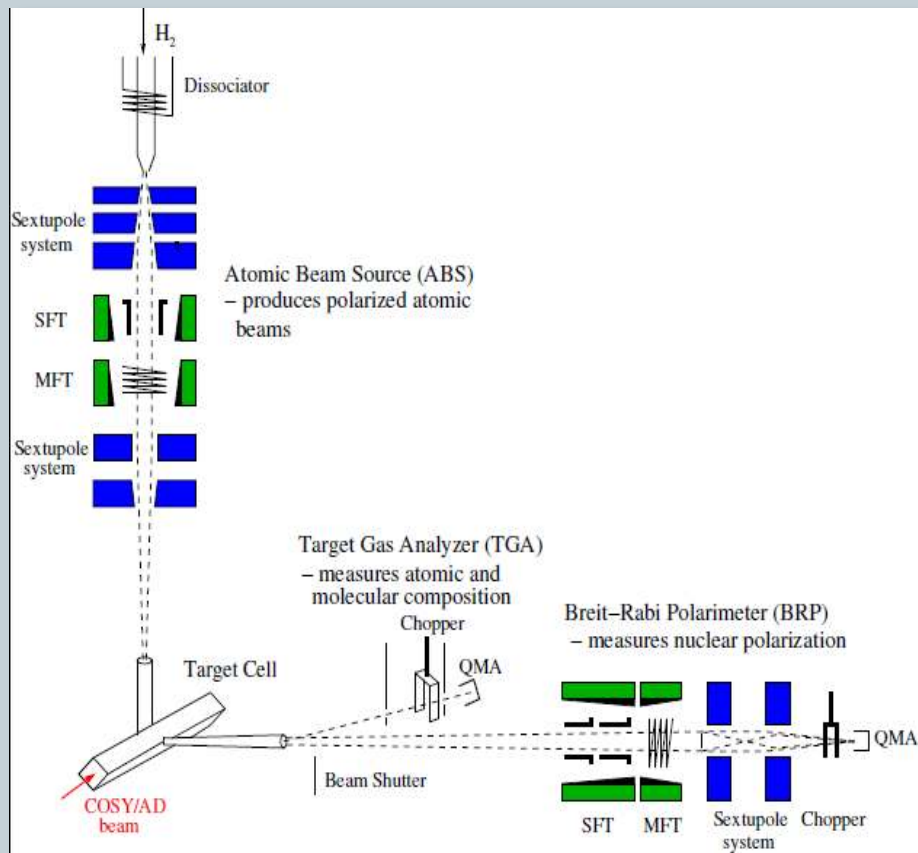 H2
Dissociator
Sextupole
system
Atomic Beam Source (ABS)
– produces polarized atomic
beams
SFT
MFT
Sextupole
system
Target Gas Analyzer (TGA)
– measures atomic and
molecular composition
Chopper
QMA
Breit–Rabi Polarimeter (BRP)
– measures nuclear polarization
Target Cell
QMA
Beam Shutter
COSY/AD
beam
SFT
MFT
Sextupole
system
Chopper